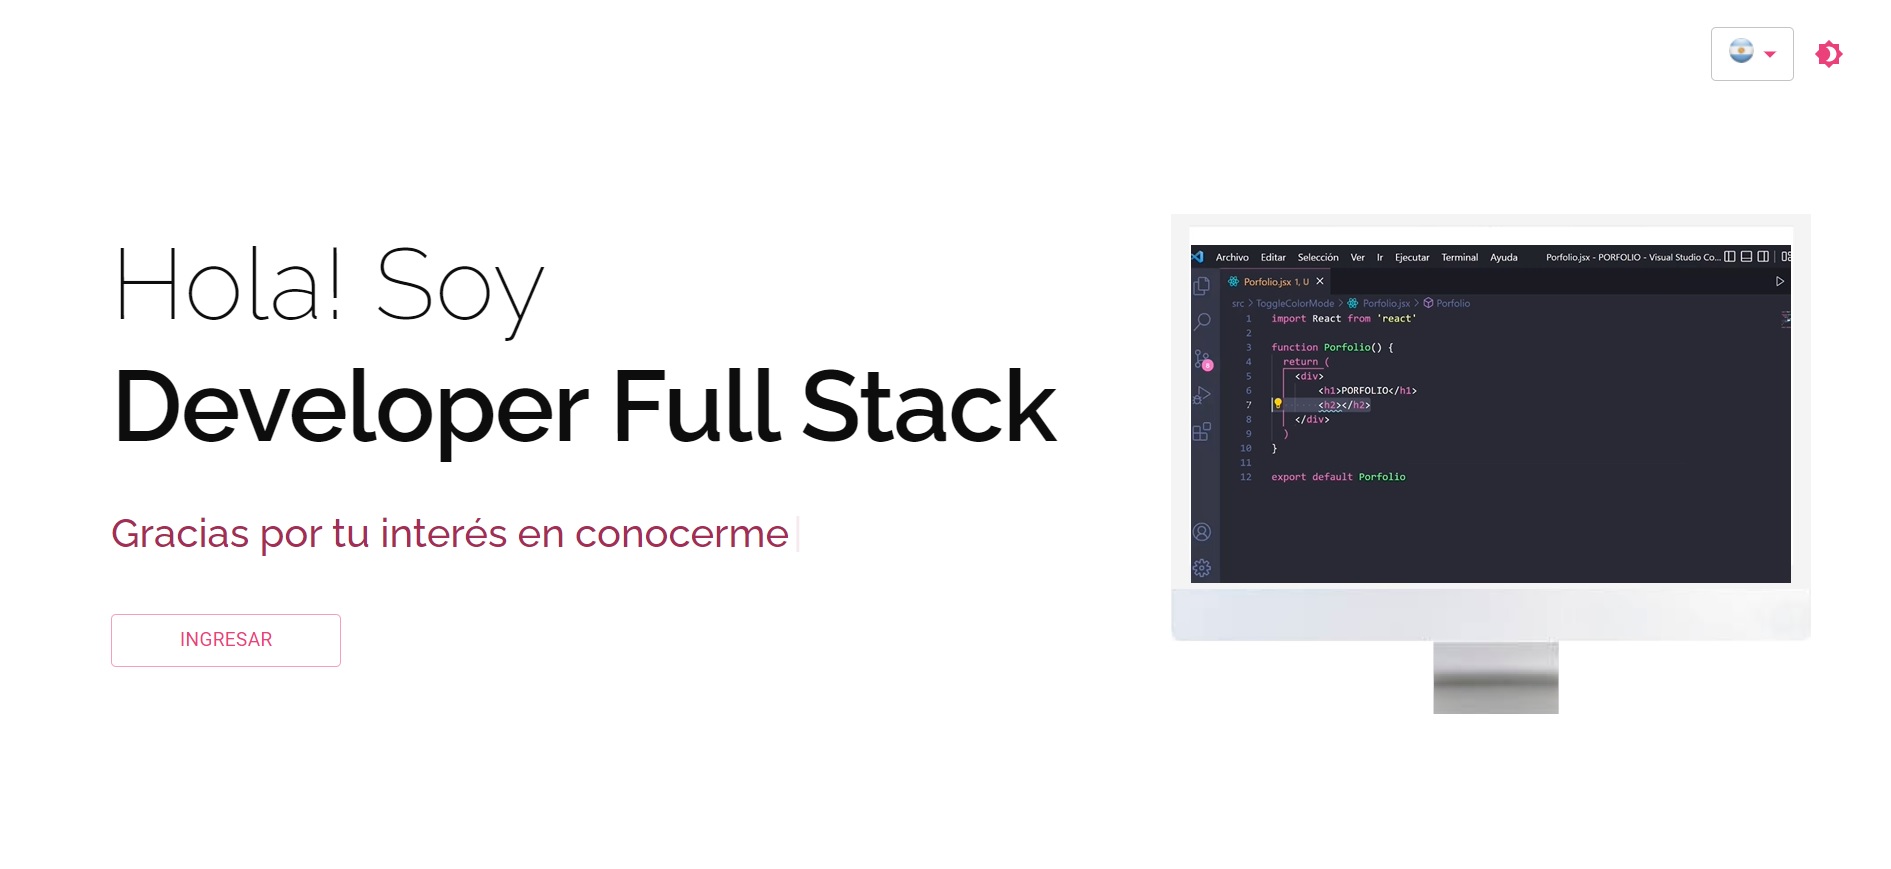 Hola! Soy
Developer Full Stack
Gracias por tu interés en conocerme
INGRESAR
Archivo Editar Selección Ver Ir Ejecutar Terminal Ayuda Porfolio.jsx - PORFOLIO - Visual Studio Co...
Porfolio.jsx 1, U
src > ToggleColorMode > Porfolio.jsx > Porfolio
1 import React from 'react'
2
3 function Porfolio() {
4 return (
5 <div>
6 <h1>PORFOLIO</h1>
7 <h2></h2>
8 </div>
9 )
10 }
11
12 export default Porfolio